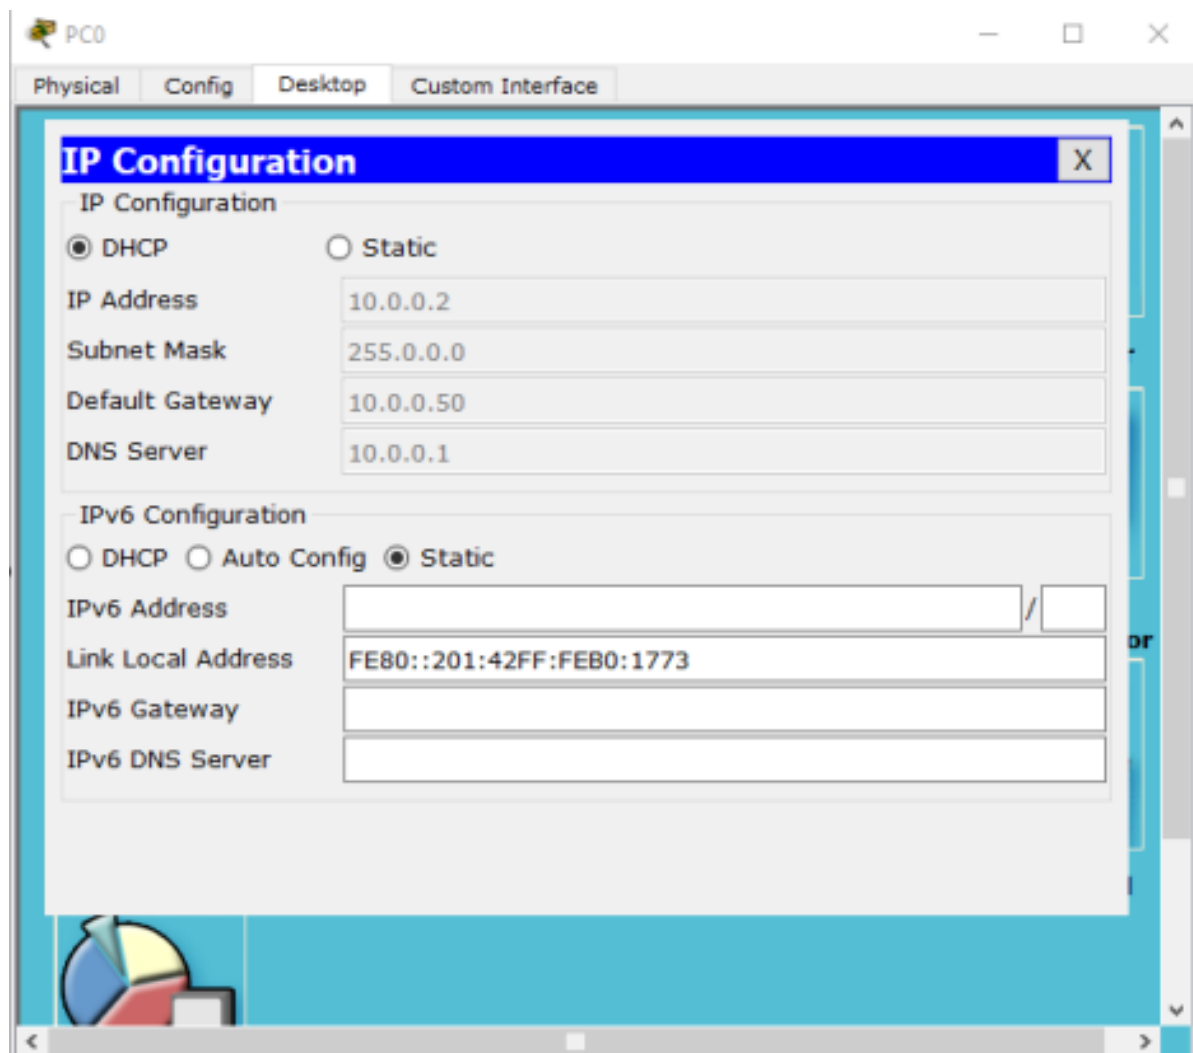 PC0
Physical Config Desktop Custom Interface
IP Configuration X
IP Configuration
DHCP Static
IP Address 10.0.0.2
Subnet Mask 255.0.0.0
Default Gateway 10.0.0.50
DNS Server 10.0.0.1
IPv6 Configuration
DHCP Auto Config Static
IPv6 Address /
Link Local Address FE80::201:42FF:FEB0:1773
or
IPv6 Gateway
IPv6 DNS Server